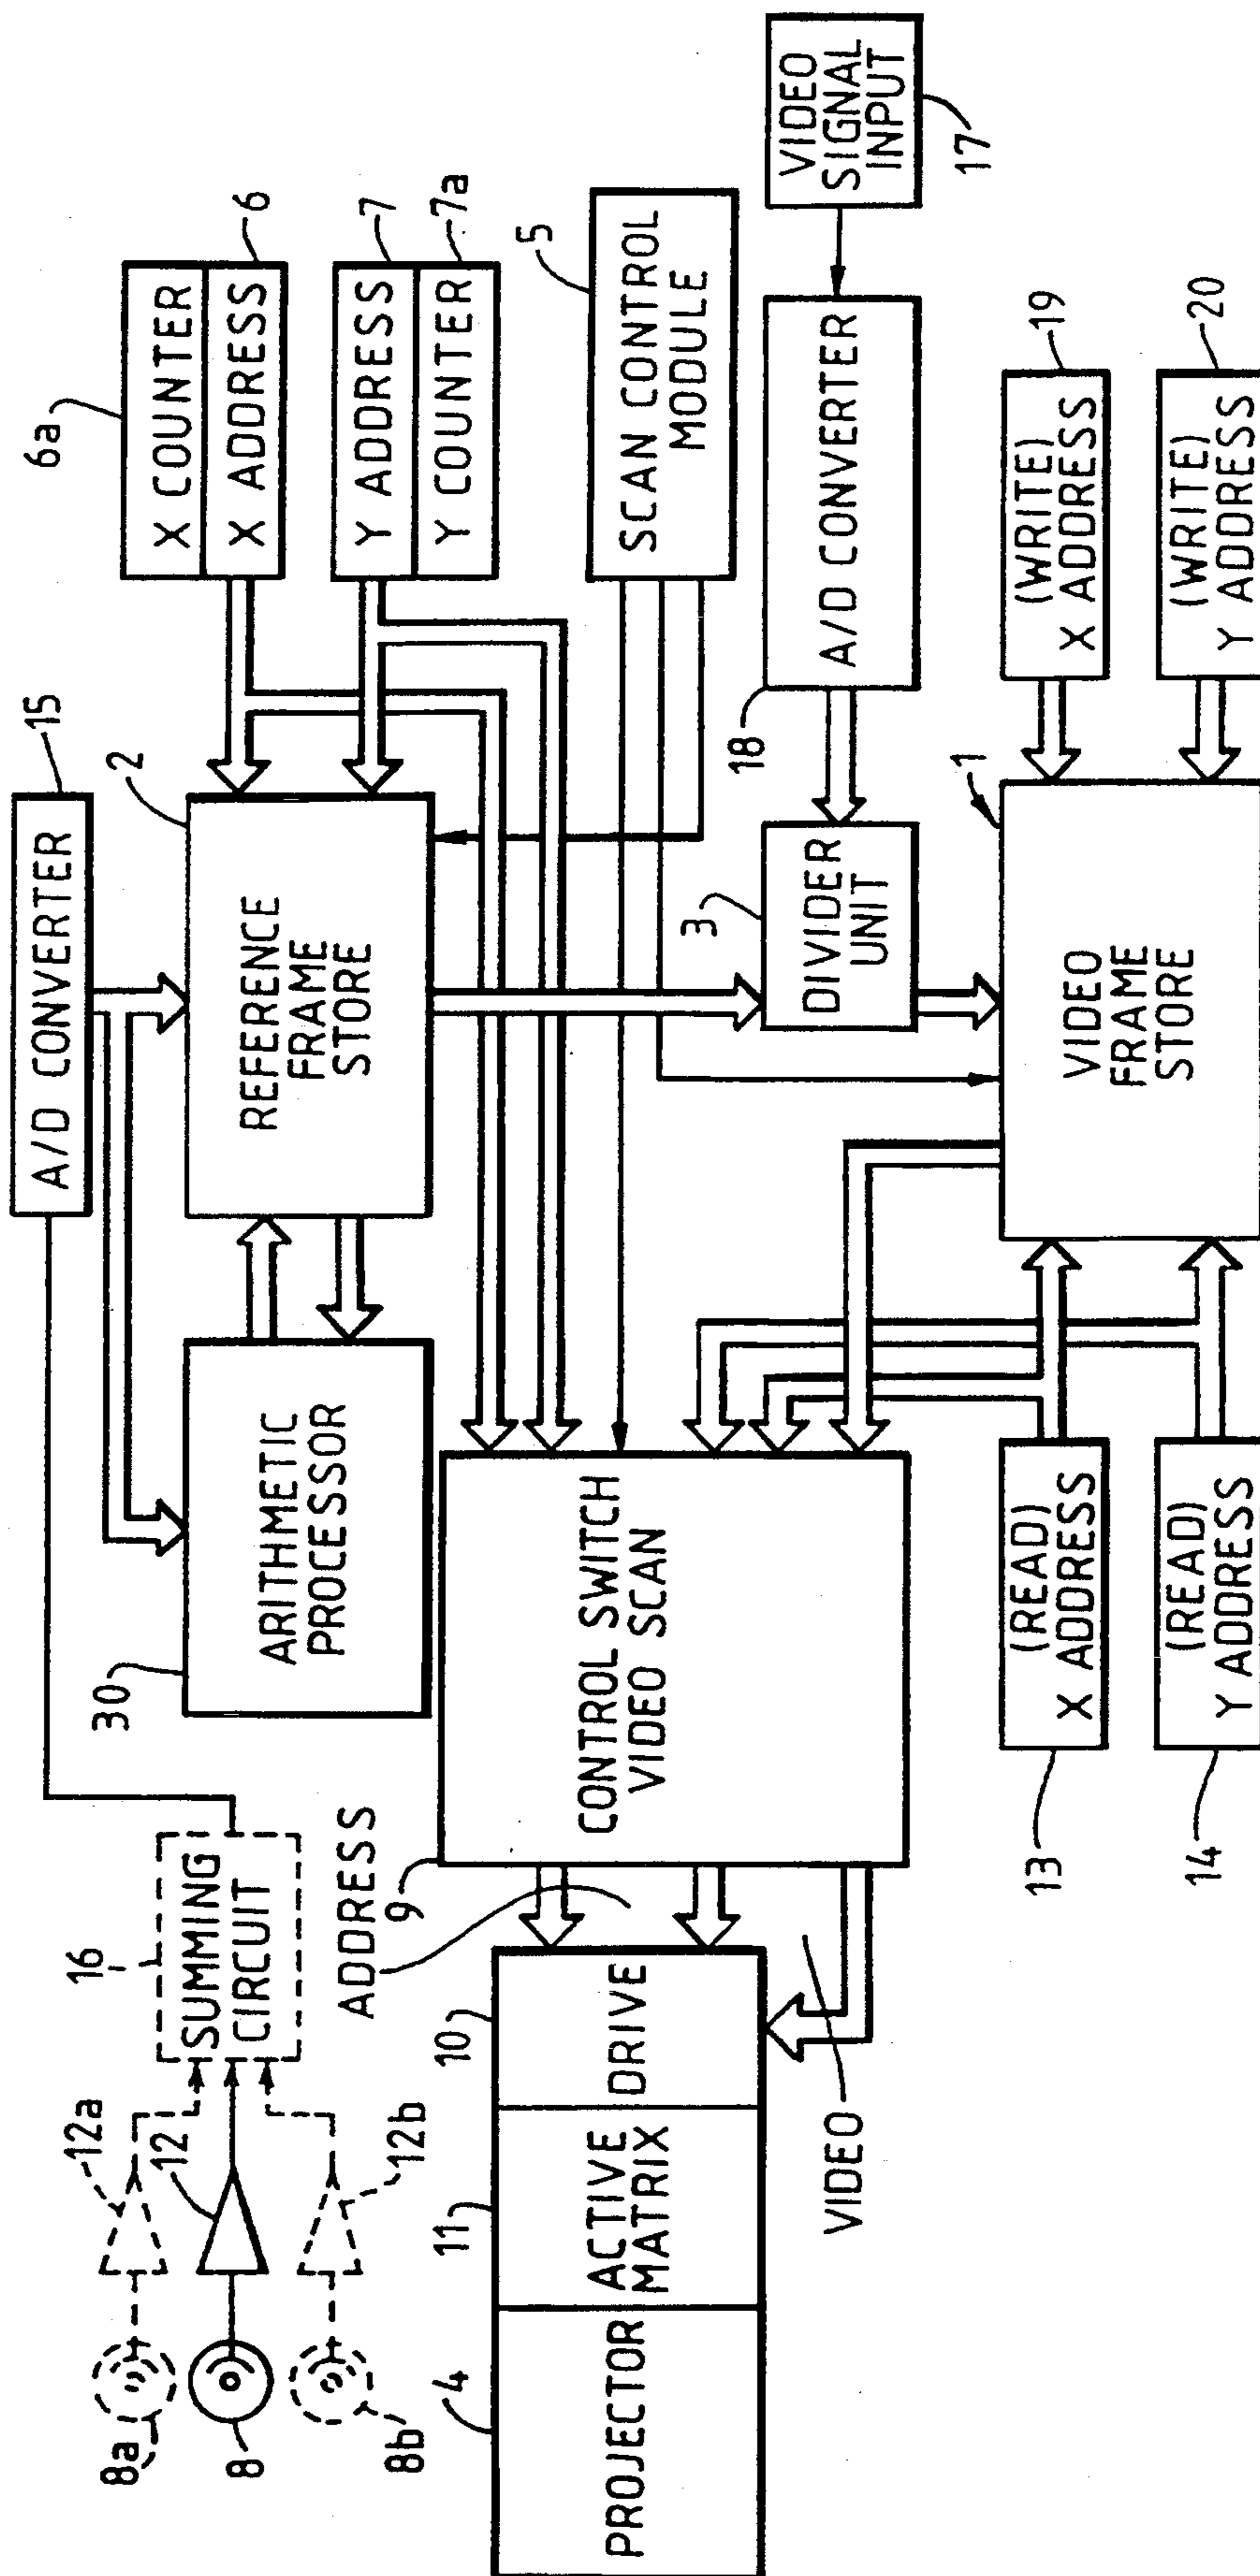 8a
8
8b
12a
12
12b
16
SUMMING
CIRCUIT
A/D CONVERTER
15
30
ARITHMETIC
PROCESSOR
2
REFERENCE
FRAME
STORE
6a
X COUNTER
X ADDRESS
6
Y ADDRESS
7
Y COUNTER
7a
5
SCAN CONTROL
MODULE
ADDRESS
9
CONTROL SWITCH
VIDEO SCAN
4
PROJECTOR
11
ACTIVE
MATRIX
10
DRIVE
VIDEO
3
DIVIDER
UNIT
18
A/D CONVERTER
VIDEO
SIGNAL
INPUT
17
1
VIDEO
FRAME
STORE
(READ)
X ADDRESS
13
(READ)
Y ADDRESS
14
(WRITE)
X ADDRESS
19
(WRITE)
Y ADDRESS
20